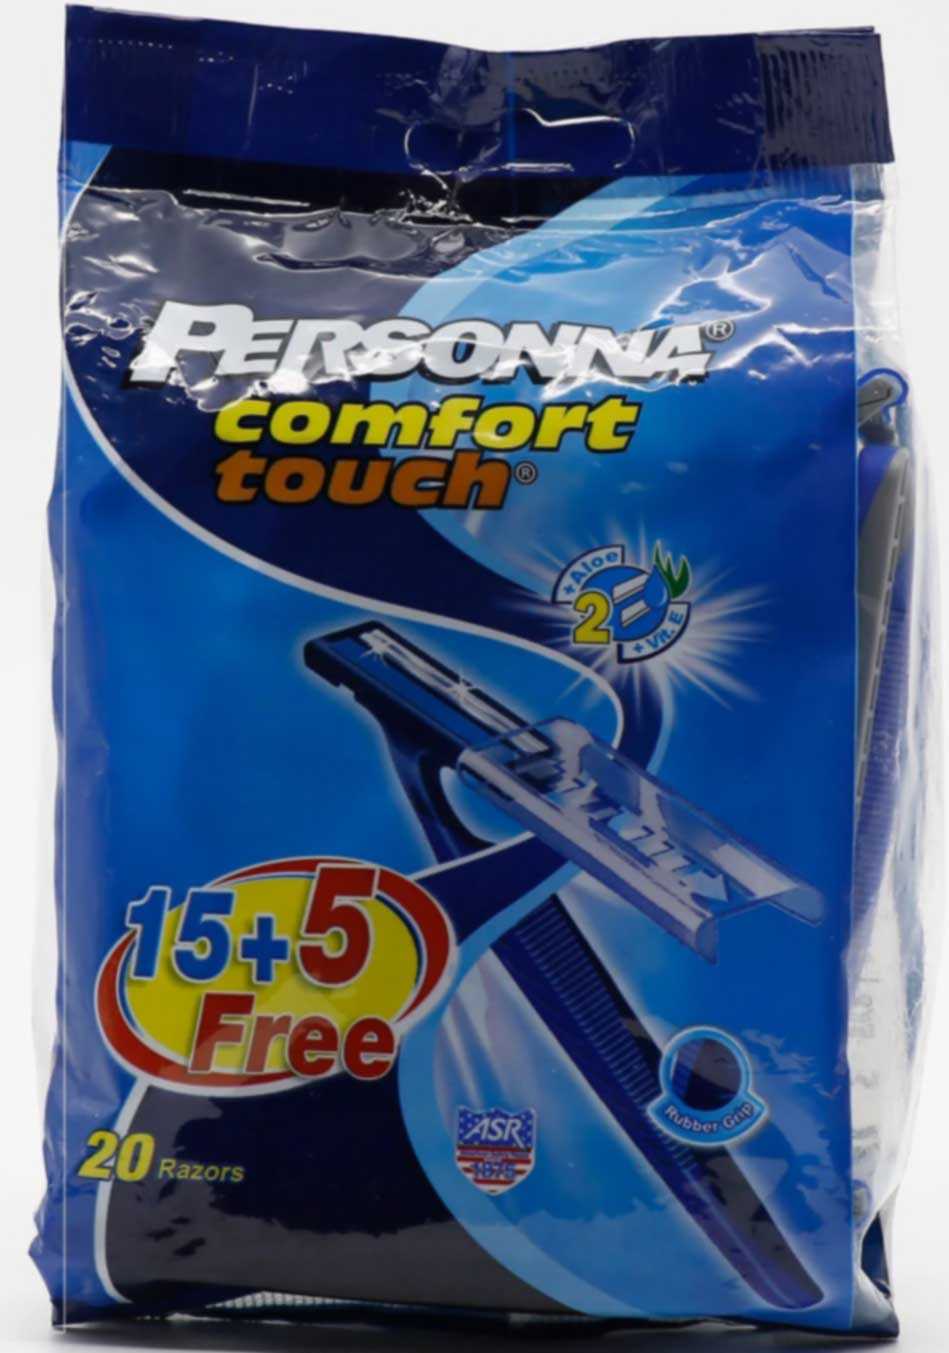 PERSONNA®
comfort
touch®
+Aloe
2
+ Vit. E
15+5
Free
Rubber Grip
ASR
1875
20 Razors